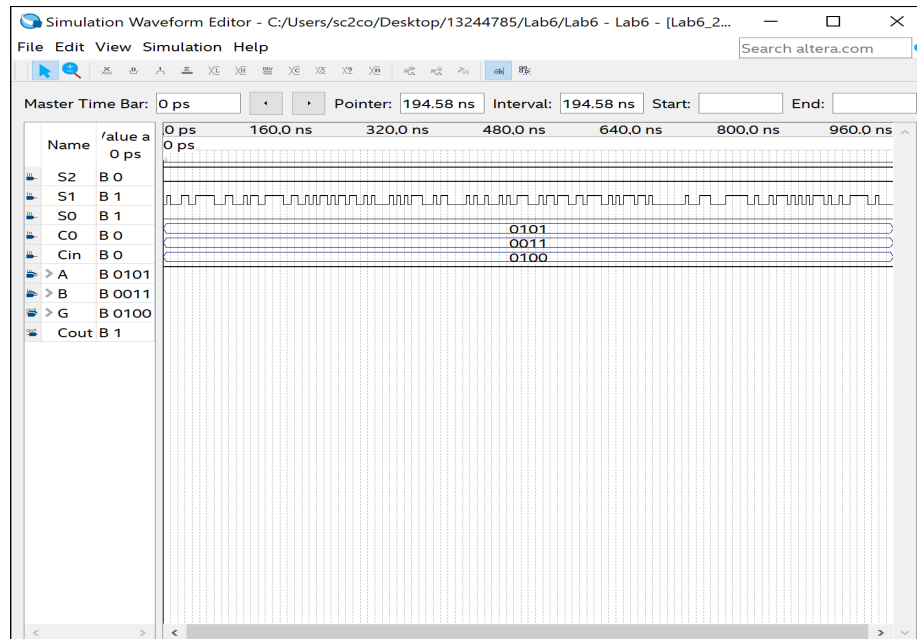 Simulation Waveform Editor - C:/Users/sc2co/Desktop/13244785/Lab6/Lab6 - Lab6 - [Lab6_2...
File Edit View Simulation Help
Search altera.com
Master Time Bar: 0 ps Pointer: 194.58 ns Interval: 194.58 ns Start: End:
Name /alue a 0 ps
0 ps 160,0 ns 320,0 ns 480,0 ns 640,0 ns 800,0 ns 960,0 ns
0 ps
S2 B 0
S1 B 1
S0 B 1
C0 B 0
Cin B 0
> A B 0101
> B B 0011
> G B 0100
Cout B 1
0101
0011
0100